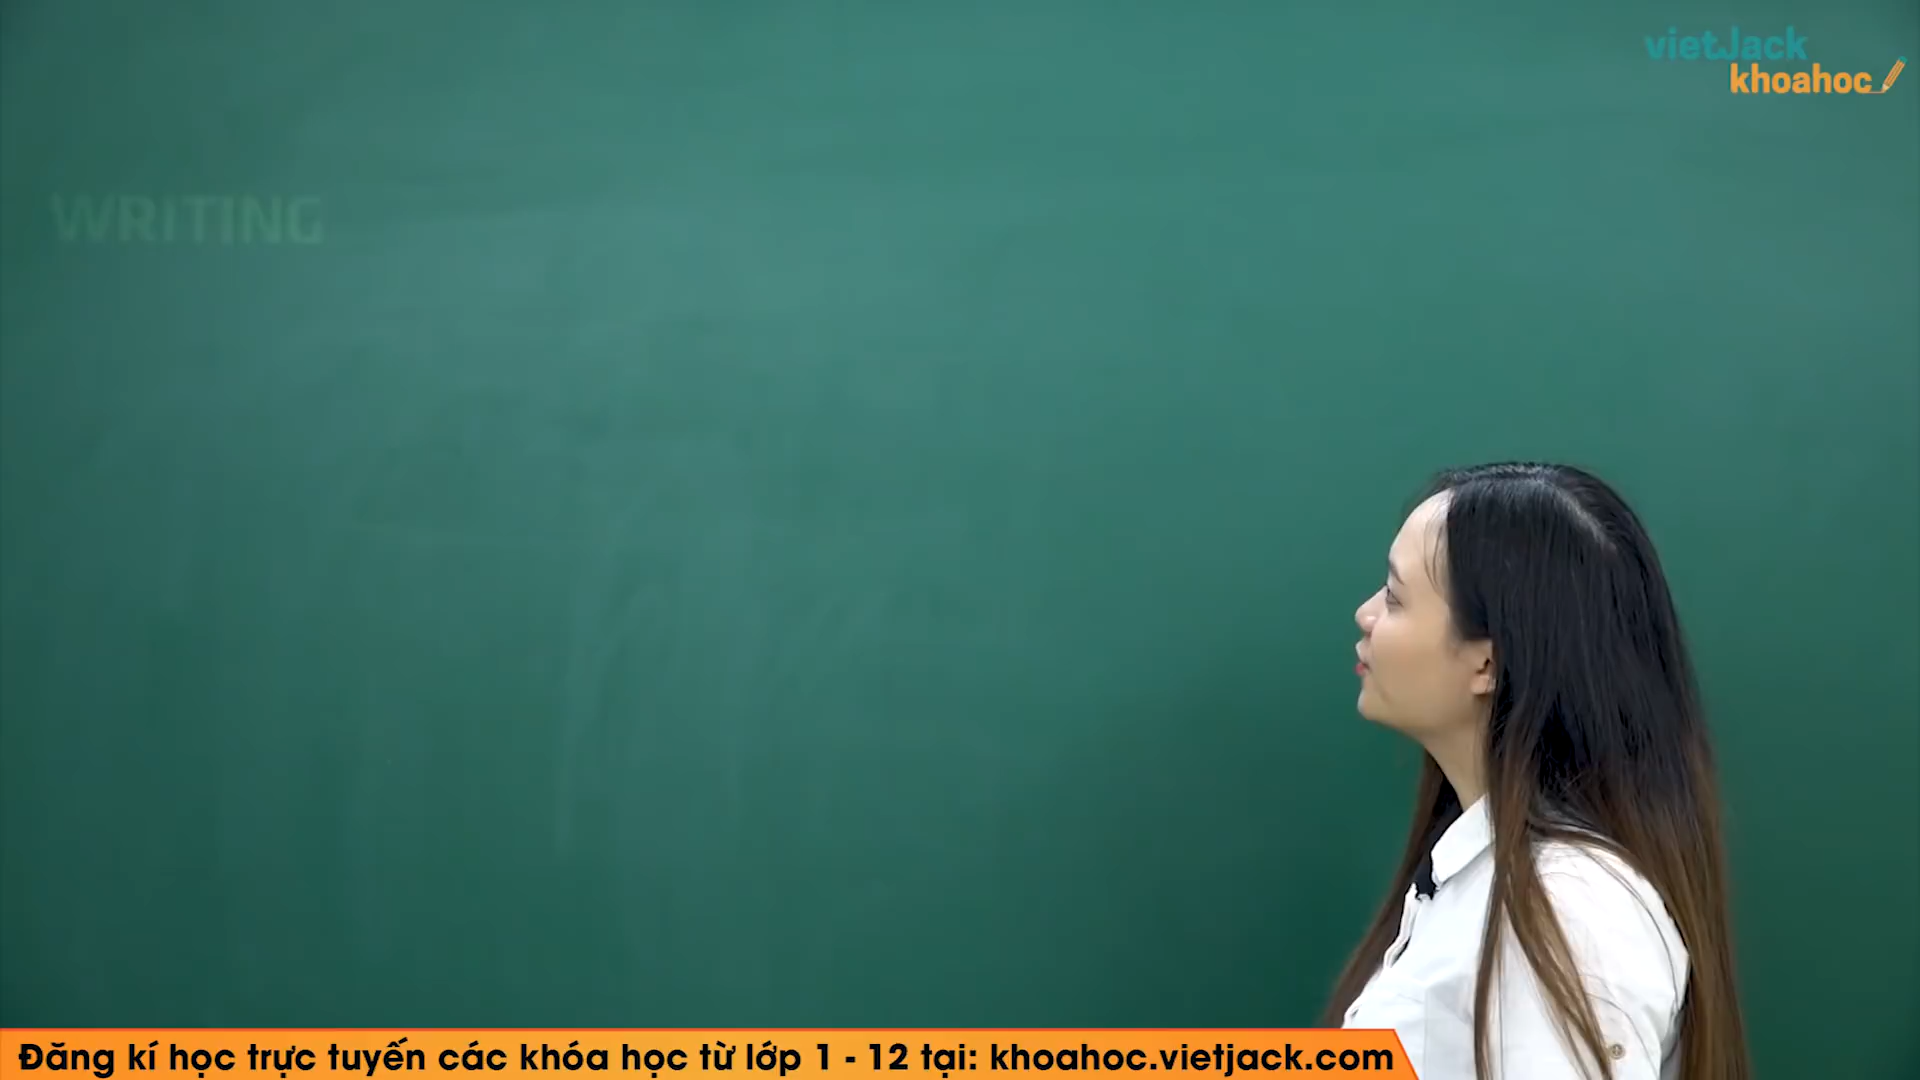 vietJack
khoahoc
WRITING
Đăng kí học trực tuyến các khóa học từ lớp 1 - 12 tại: khoahoc.vietjack.com